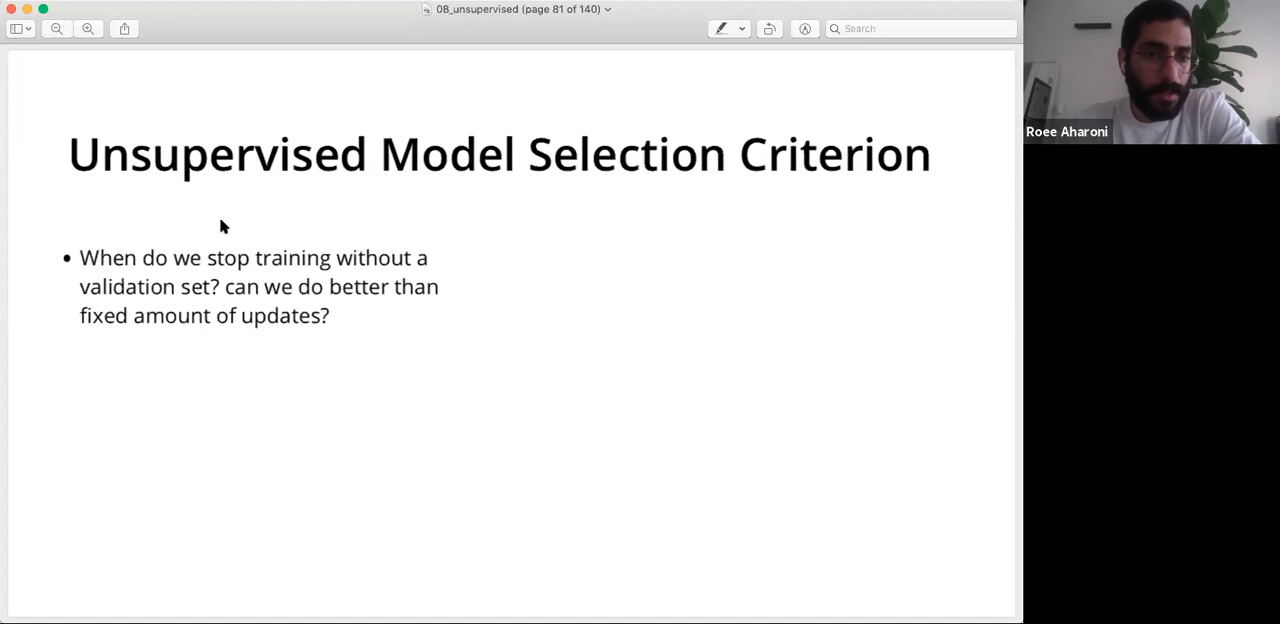 08_unsupervised (page 81 of 140)
Search
Unsupervised Model Selection Criterion
• When do we stop training without a
validation set? can we do better than
fixed amount of updates?
Roee Aharoni